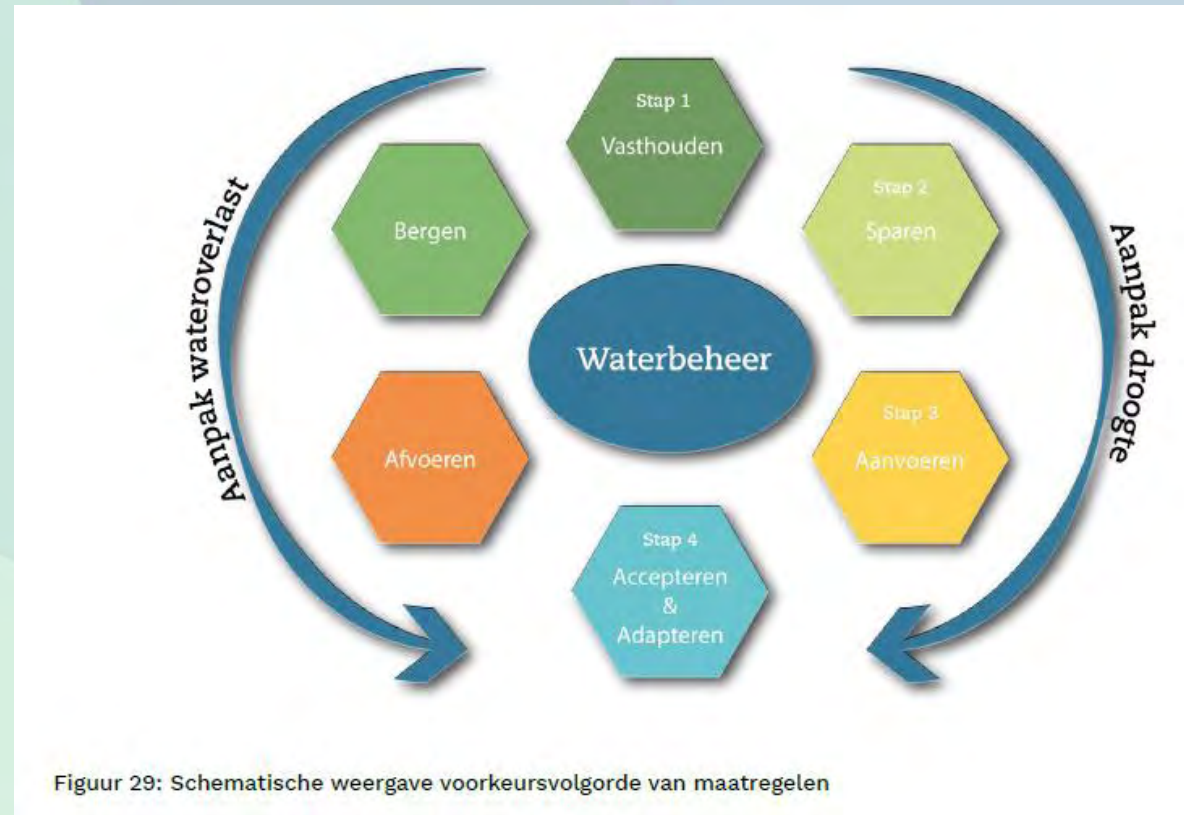 Stap 1
Vasthouden
Bergen
Stap 2
Sparen
Aanpak wateroverlast
Aanpak droogte
Waterbeheer
Afvoeren
Stap 3
Aanvoeren
Stap 4
Accepteren
&
Adapteren
Figuur 29: Schematische weergave voorkeursvolgorde van maatregelen